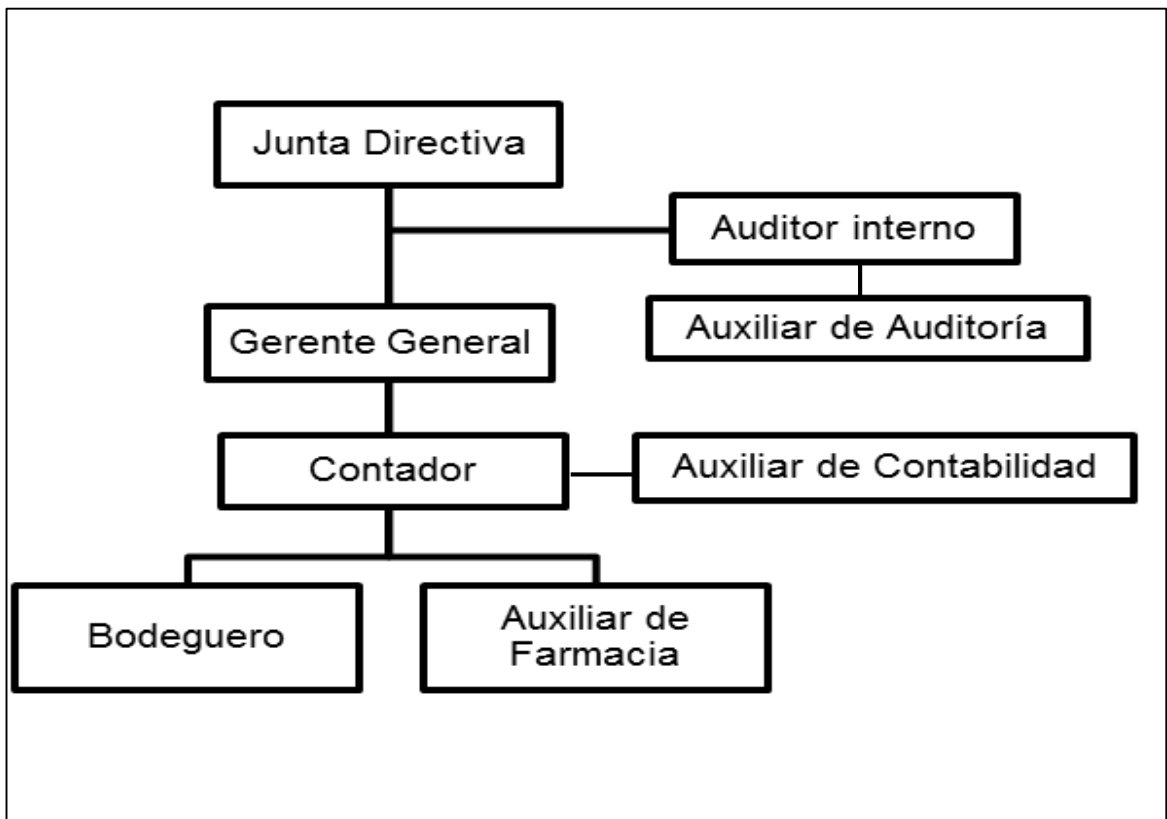 Junta Directiva
Auditor interno
Auxiliar de Auditoría
Gerente General
Contador
Auxiliar de Contabilidad
Bodeguero
Auxiliar de
Farmacia